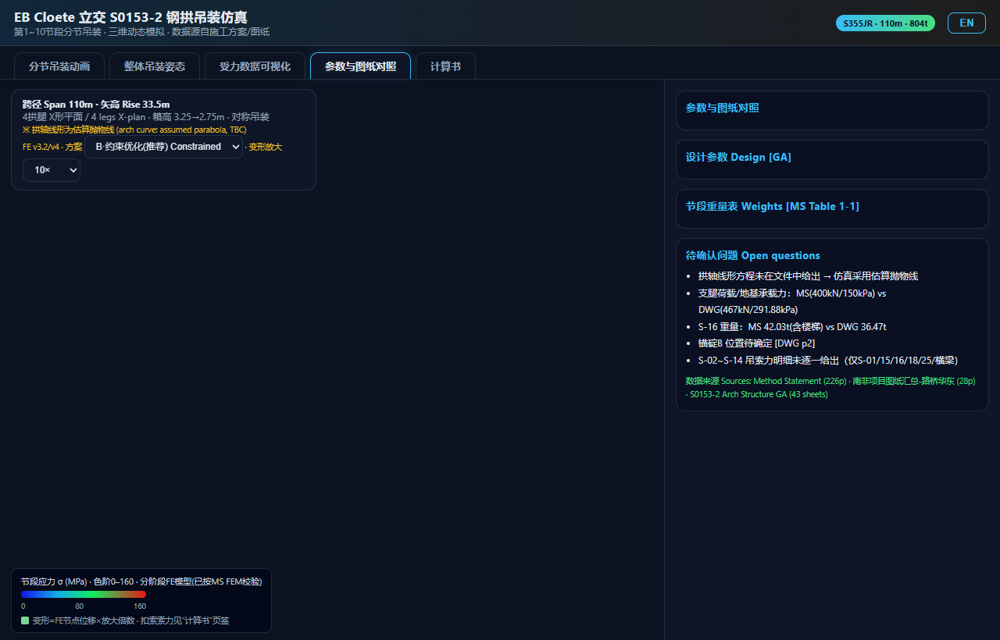 EB Cloete 立交 S0153-2 钢拱吊装仿真
第1~10节段分节吊装 · 三维动态模拟 · 数据源自施工方案/图纸
S355JR · 110m · 804t
EN
分节吊装动画
整体吊装姿态
受力数据可视化
参数与图纸对照
计算书
跨径 Span 110m · 矢高 Rise 33.5m
4拱腿 X形平面 / 4 legs X-plan · 箱高 3.25→2.75m · 对称吊装
※ 拱轴线形为估算抛物线 (arch curve: assumed parabola, TBC)
FE v3.2/v4 · 方案 B·约束优化(推荐) Constrained · 变形放大
10×
参数与图纸对照
设计参数 Design [GA]
节段重量表 Weights [MS Table 1-1]
待确认问题 Open questions
• 拱轴线形方程未在文件中给出 → 仿真采用估算抛物线
• 支腿荷载/地基承载力：MS(400kN/150kPa) vs
DWG(467kN/291.88kPa)
• S-16 重量：MS 42.03t(含楼梯) vs DWG 36.47t
• 锚碇B 位置待确定 [DWG p2]
• S-02~S-14 吊索力明细未逐一给出（仅S-01/15/16/18/25/横梁）
数据来源 Sources: Method Statement (226p) · 南非项目图纸汇总-路桥华东 (28p)
· S0153-2 Arch Structure GA (43 sheets)
节段应力 σ (MPa) · 色阶0–160 · 分阶段FE模型(已按MS FEM校验)
0 80 160
变形=FE节点位移×放大倍数 · 扣索索力见"计算书"页签